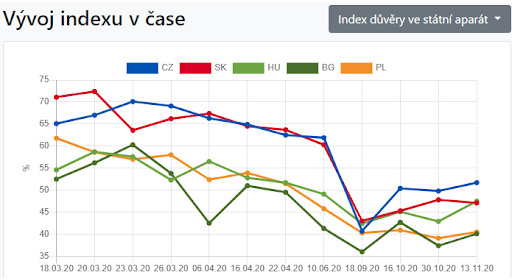 Vývoj indexu v čase
Index důvěry ve státní aparát
CZ SK HU BG PL
75
70
65
60
55
50
45
40
35
%
18.03.20 20.03.20 23.03.20 26.03.20 06.04.20 16.04.20 22.04.20 10.06.20 18.09.20 16.10.20 29.10.20 13.11.20